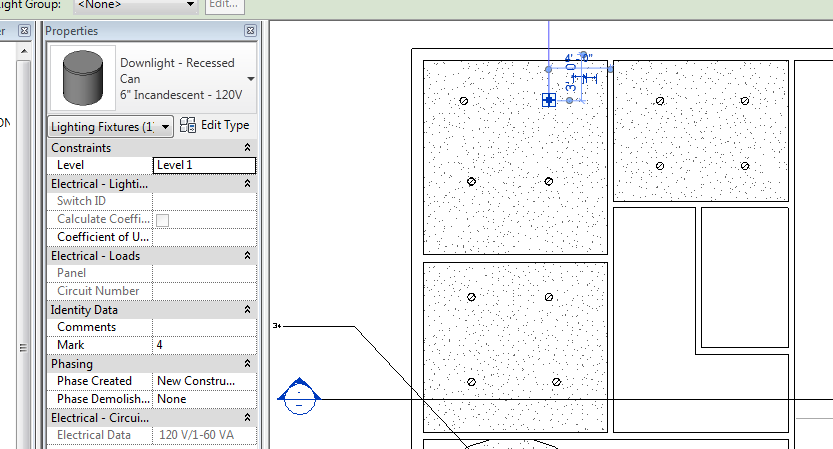 ight Group:
<None>
Edit...
er
Properties
Downlight - Recessed
Can
6" Incandescent - 120V
Lighting Fixtures (1)
Edit Type
Constraints
Level
Level 1
Electrical - Lighti...
Switch ID
Calculate Coeffi...
Coefficient of U...
Electrical - Loads
Panel
Circuit Number
Identity Data
Comments
Mark
4
Phasing
Phase Created
New Constru...
Phase Demolish...
None
Electrical - Circui...
Electrical Data
120 V/1-60 VA
ON